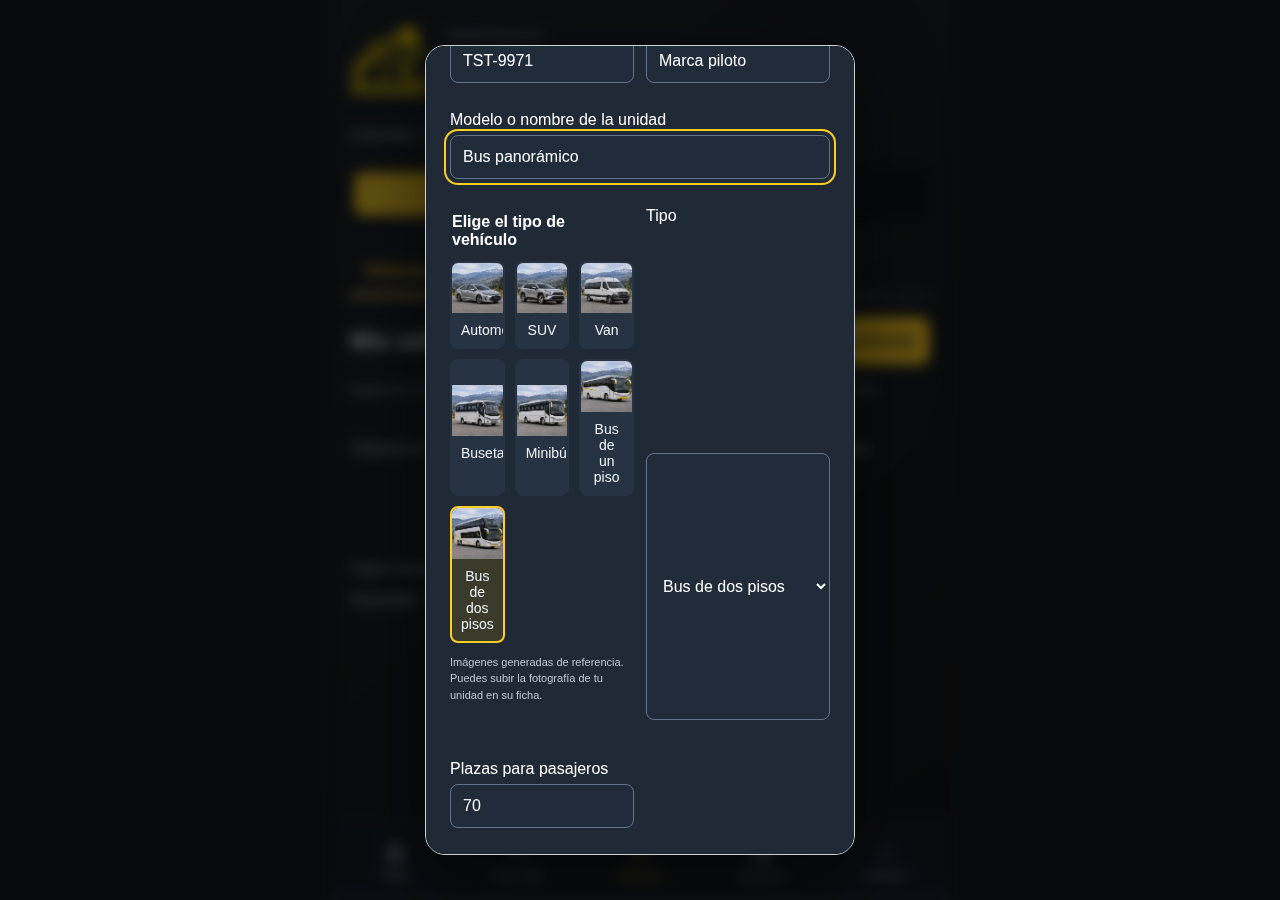 TST-9971
Marca piloto
Modelo o nombre de la unidad
Bus panorámico
Elige el tipo de
vehículo
Tipo
SUV
Van
Buseta
Bus
de
un
piso
Bus
de
dos
pisos
Bus de dos pisos
Imágenes generadas de referencia.
Puedes subir la fotografía de tu
unidad en su ficha.
Plazas para pasajeros
70